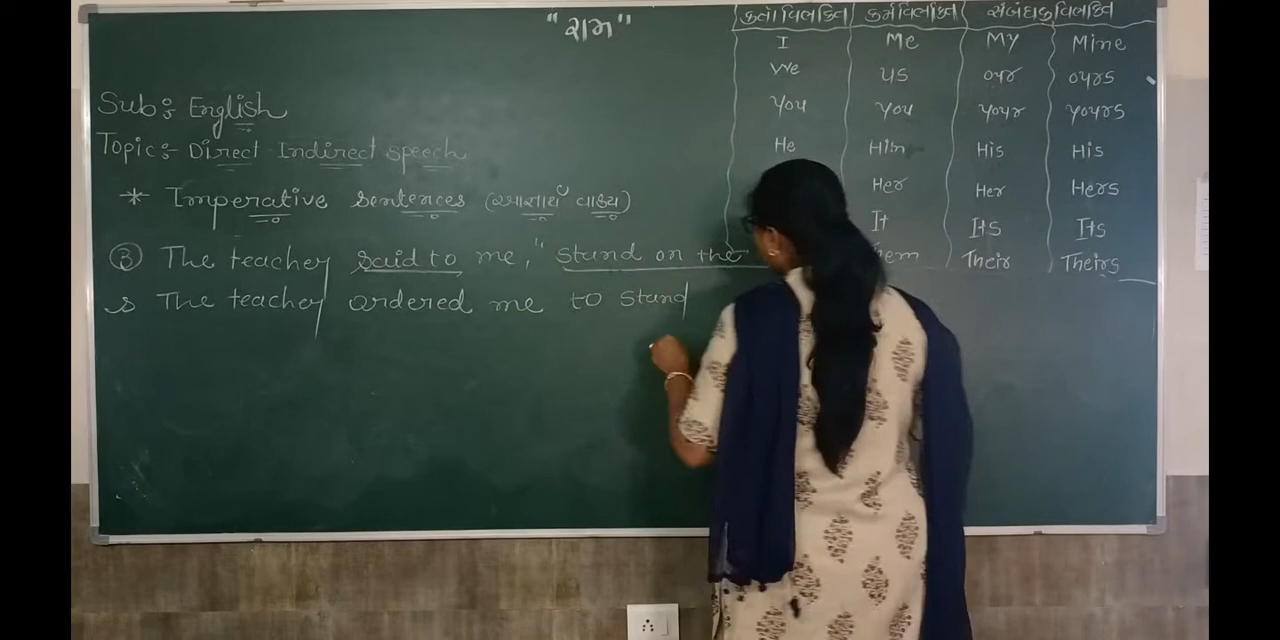 "રામ"
Sub:- English
Topic:- Direct Indirect speech
* Imperative sentences (આજ્ઞાર્થ વાક્ય)
③ The teacher said to me, "Stand on the
The teacher ordered me to stand
કર્તા વિભક્તિ કર્મ વિભક્તિ સંબંધક વિભક્તિ
I Me My Mine
We us our ours
You You your yours
He Him His His
Her Her Hers
It Its Its
Their Theirs